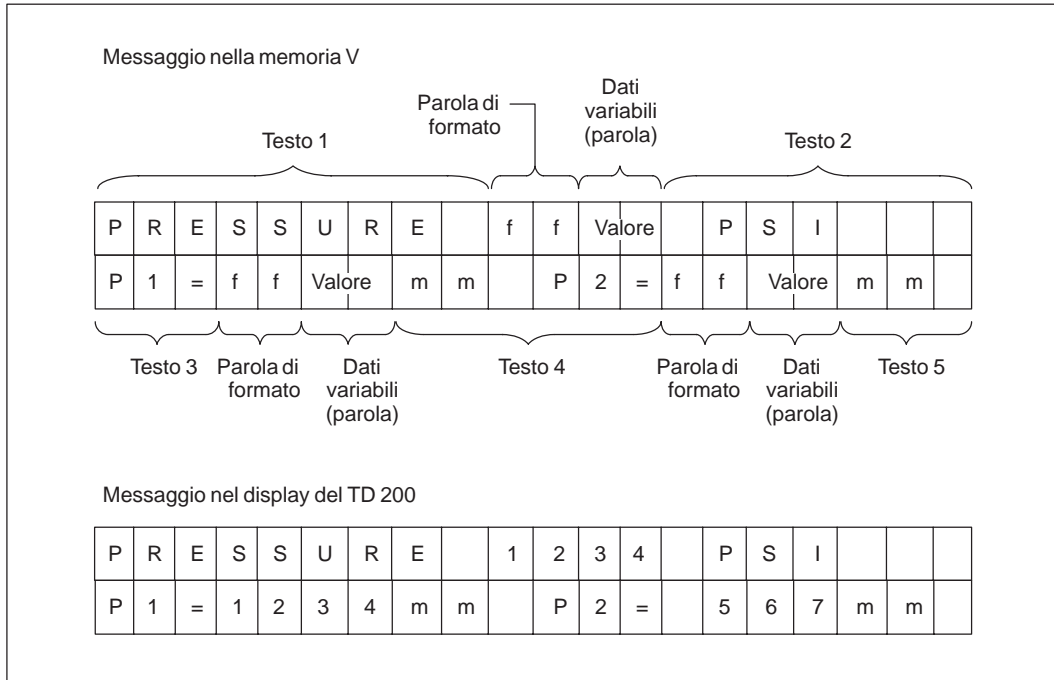 Messaggio nella memoria V
Testo 1
Parola di
formato
Dati
variabili
(parola)
Testo 2
P R E S S U R E f f Valore P S I
P 1 = f f Valore m m P 2 = f f Valore m m
Testo 3
Parola di
formato
Dati
variabili
(parola)
Testo 4
Parola di
formato
Dati
variabili
(parola)
Testo 5
Messaggio nel display del TD 200
P R E S S U R E 1 2 3 4 P S I
P 1 = 1 2 3 4 m m P 2 = 5 6 7 m m